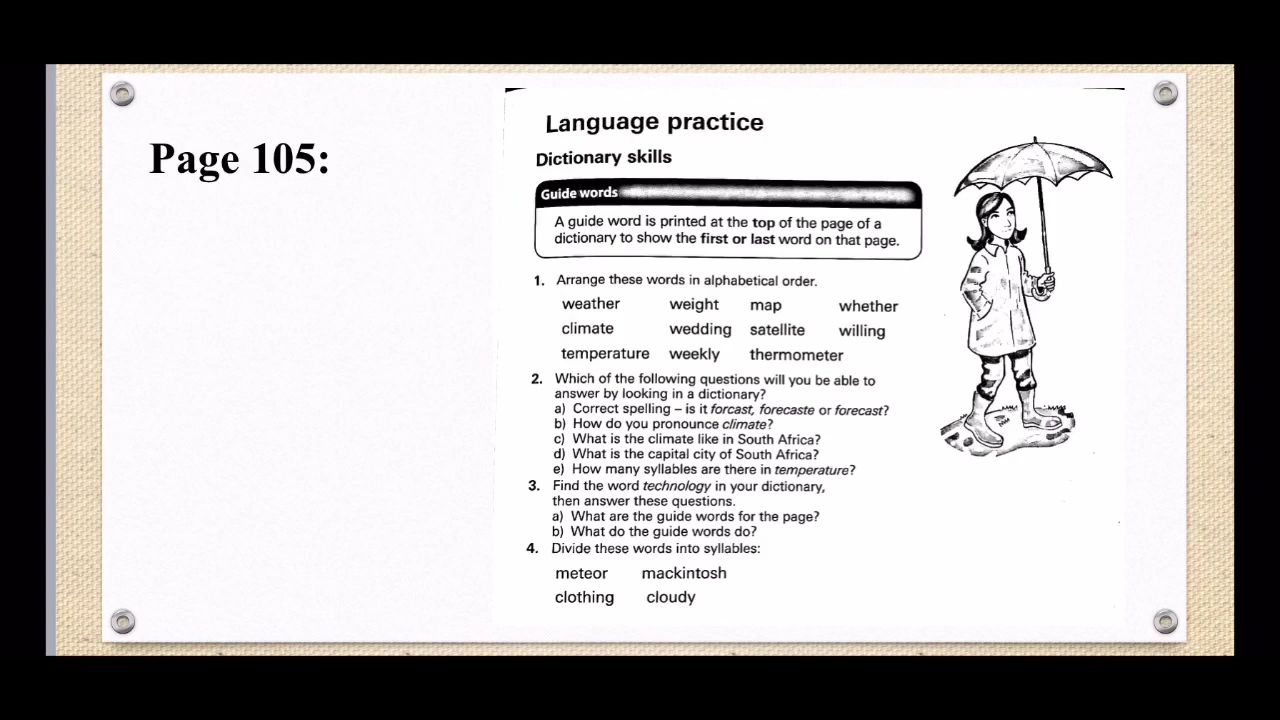 Page 105:
Language practice
Dictionary skills
Guide words
A guide word is printed at the top of the page of a
dictionary to show the first or last word on that page.
1. Arrange these words in alphabetical order.
weather weight map whether
climate wedding satellite willing
temperature weekly thermometer
2. Which of the following questions will you be able to
answer by looking in a dictionary?
a) Correct spelling – is it forcast, forecaste or forecast?
b) How do you pronounce climate?
c) What is the climate like in South Africa?
d) What is the capital city of South Africa?
e) How many syllables are there in temperature?
3. Find the word technology in your dictionary,
then answer these questions.
a) What are the guide words for the page?
b) What do the guide words do?
4. Divide these words into syllables:
meteor mackintosh
clothing cloudy